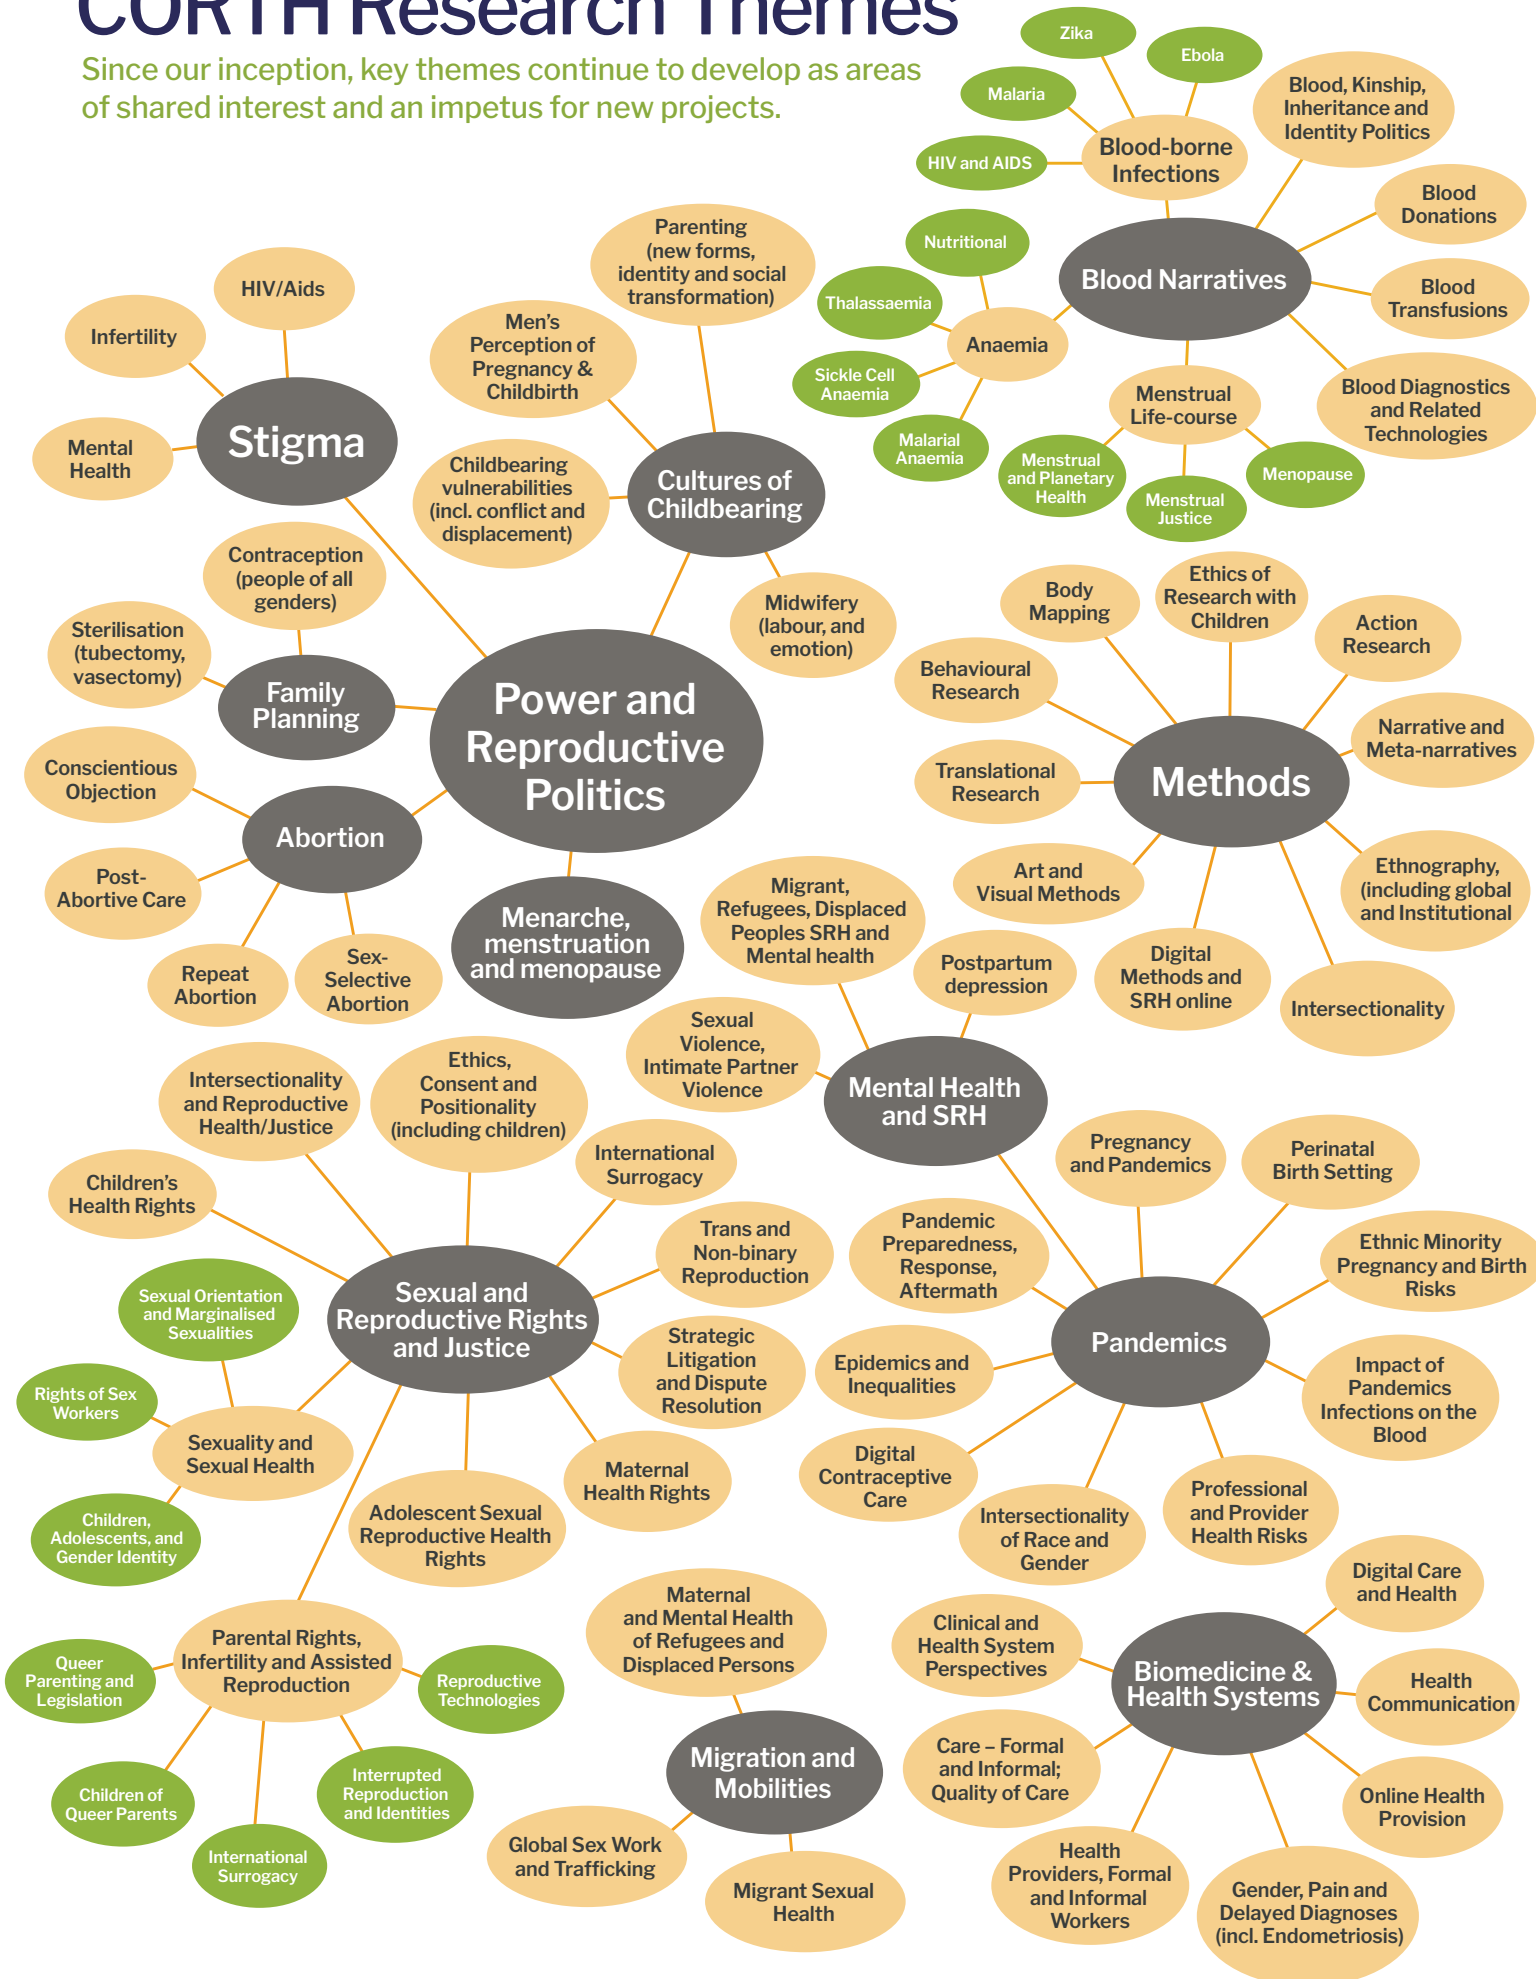 CORTH Research Themes
Since our inception, key themes continue to develop as areas
of shared interest and an impetus for new projects.
Zika
Ebola
Malaria
HIV and AIDS
Blood-borne
Infections
Blood, Kinship,
Inheritance and
Identity Politics
Blood
Donations
Blood Narratives
Blood
Transfusions
Blood Diagnostics
and Related
Technologies
Nutritional
Thalassaemia
Anaemia
Sickle Cell
Anaemia
Malarial
Anaemia
Menstrual
Life-course
Menstrual
and Planetary
Health
Menstrual
Justice
Menopause
HIV/Aids
Infertility
Stigma
Mental
Health
Parenting
(new forms,
identity and social
transformation)
Men's
Perception of
Pregnancy &
Childbirth
Childbearing
vulnerabilities
(incl. conflict and
displacement)
Cultures of
Childbearing
Midwifery
(labour, and
emotion)
Contraception
(people of all
genders)
Sterilisation
(tubectomy,
vasectomy)
Family
Planning
Power and
Reproductive
Politics
Conscientious
Objection
Abortion
Post-
Abortive Care
Repeat
Abortion
Sex-
Selective
Abortion
Menarche,
menstruation
and menopause
Body
Mapping
Ethics of
Research with
Children
Action
Research
Behavioural
Research
Narrative and
Meta-narratives
Translational
Research
Methods
Art and
Visual Methods
Ethnography,
(including global
and Institutional
Digital
Methods and
SRH online
Intersectionality
Migrant,
Refugees, Displaced
Peoples SRH and
Mental health
Postpartum
depression
Sexual
Violence,
Intimate Partner
Violence
Mental Health
and SRH
Intersectionality
and Reproductive
Health/Justice
Ethics,
Consent and
Positionality
(including children)
International
Surrogacy
Children's
Health Rights
Trans and
Non-binary
Reproduction
Sexual and
Reproductive Rights
and Justice
Strategic
Litigation
and Dispute
Resolution
Sexual Orientation
and Marginalised
Sexualities
Rights of Sex
Workers
Sexuality and
Sexual Health
Children,
Adolescents, and
Gender Identity
Adolescent Sexual
Reproductive Health
Rights
Maternal
Health Rights
Parental Rights,
Infertility and Assisted
Reproduction
Queer
Parenting and
Legislation
Reproductive
Technologies
Children of
Queer Parents
Interrupted
Reproduction
and Identities
International
Surrogacy
Pregnancy
and Pandemics
Perinatal
Birth Setting
Pandemic
Preparedness,
Response,
Aftermath
Ethnic Minority
Pregnancy and Birth
Risks
Pandemics
Epidemics and
Inequalities
Impact of
Pandemics
Infections on the
Blood
Digital
Contraceptive
Care
Intersectionality
of Race and
Gender
Professional
and Provider
Health Risks
Maternal
and Mental Health
of Refugees and
Displaced Persons
Migration and
Mobilities
Global Sex Work
and Trafficking
Migrant Sexual
Health
Digital Care
and Health
Clinical and
Health System
Perspectives
Biomedicine &
Health Systems
Health
Communication
Care – Formal
and Informal;
Quality of Care
Online Health
Provision
Health
Providers, Formal
and Informal
Workers
Gender, Pain and
Delayed Diagnoses
(incl. Endometriosis)